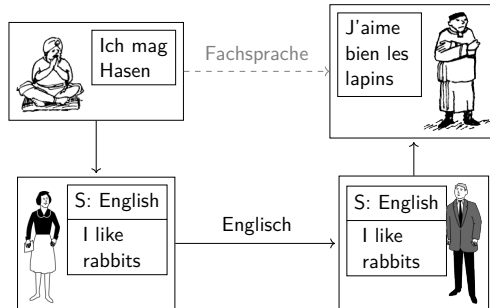 Ich mag
Hasen
Fachsprache
J'aime
bien les
lapins
S: English
I like
rabbits
Englisch
S: English
I like
rabbits